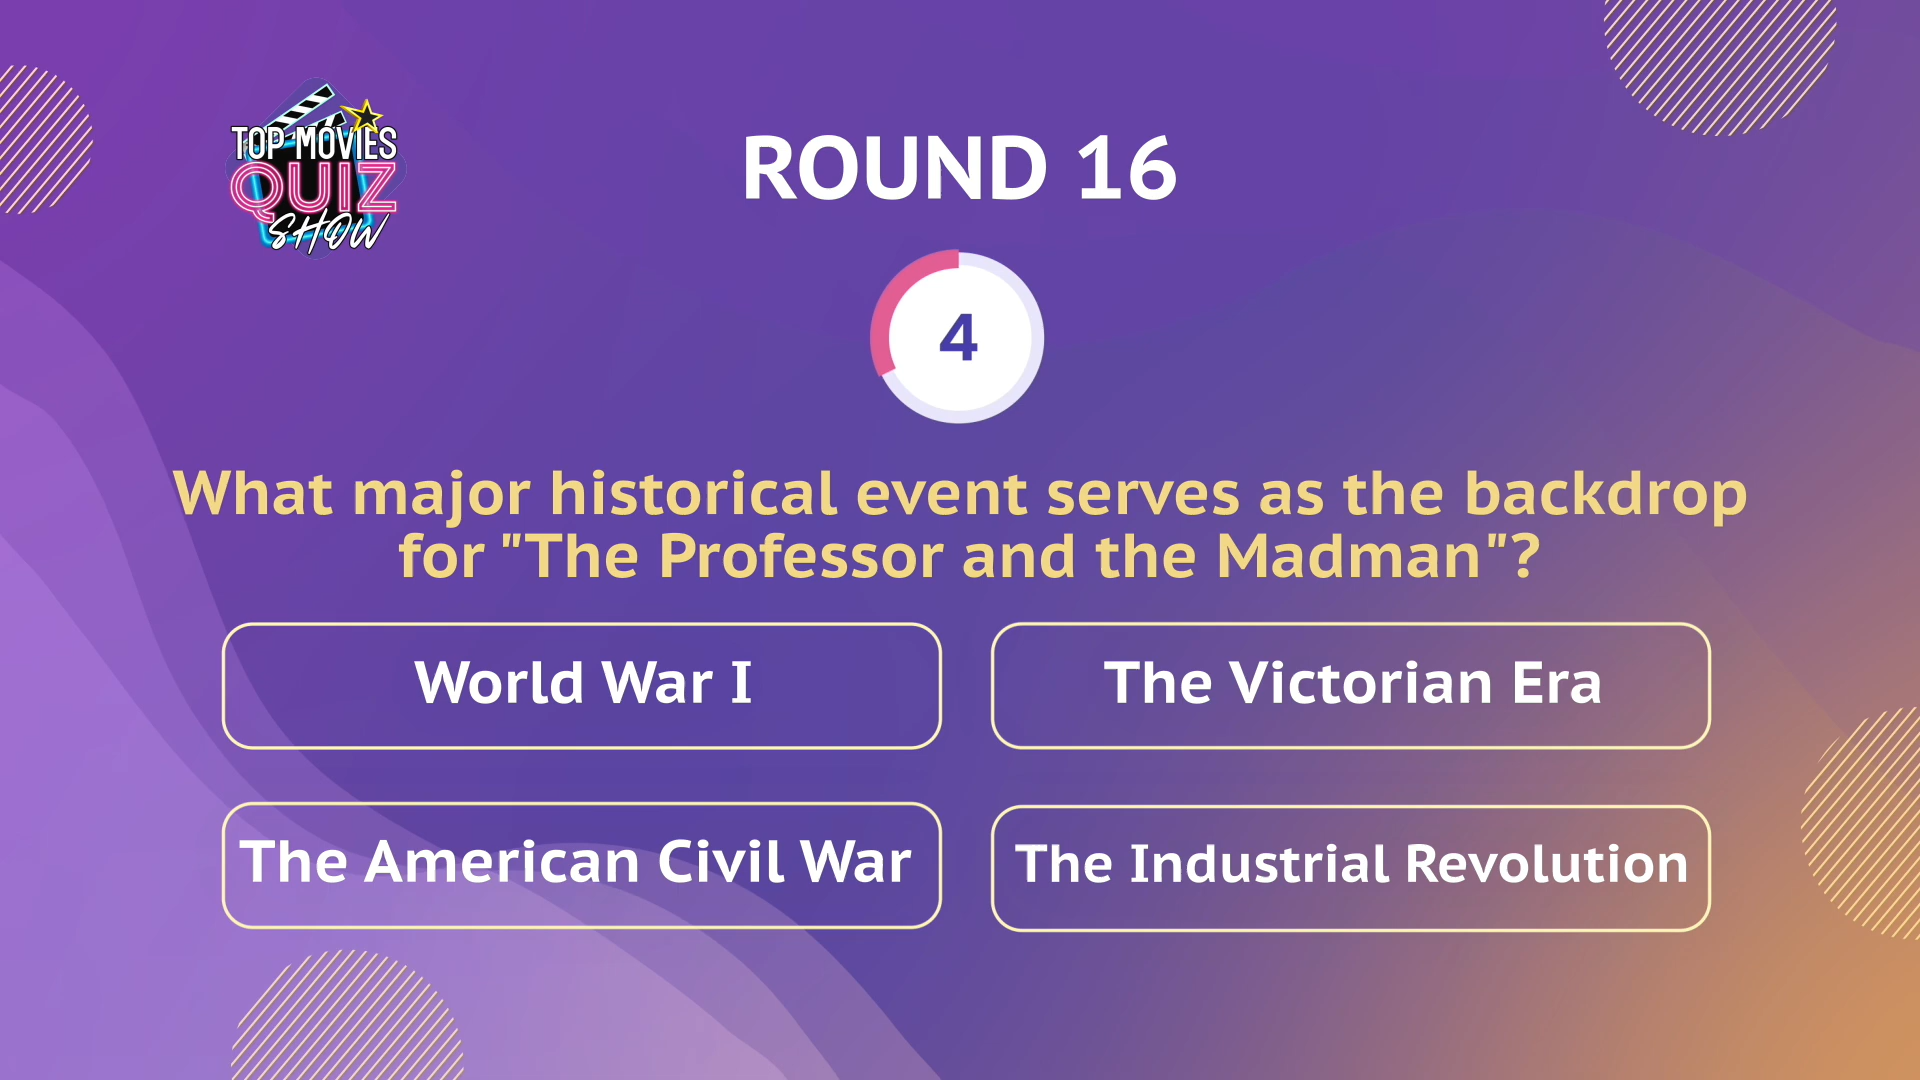 TOP MOVIES
QUIZ
SHOW
ROUND 16
4
What major historical event serves as the backdrop
for "The Professor and the Madman"?
World War I
The Victorian Era
The American Civil War
The Industrial Revolution